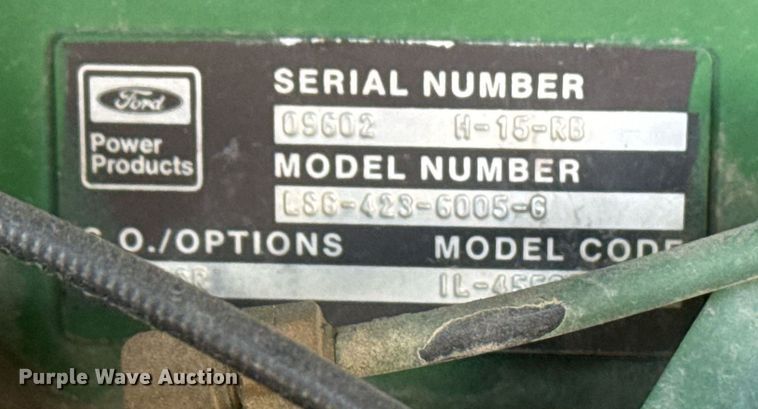 Ford
Power
Products
SERIAL NUMBER
09602 H-15-RB
MODEL NUMBER
LSG-423-6005-G
S.O./OPTIONS MODEL CODE
Purple Wave Auction